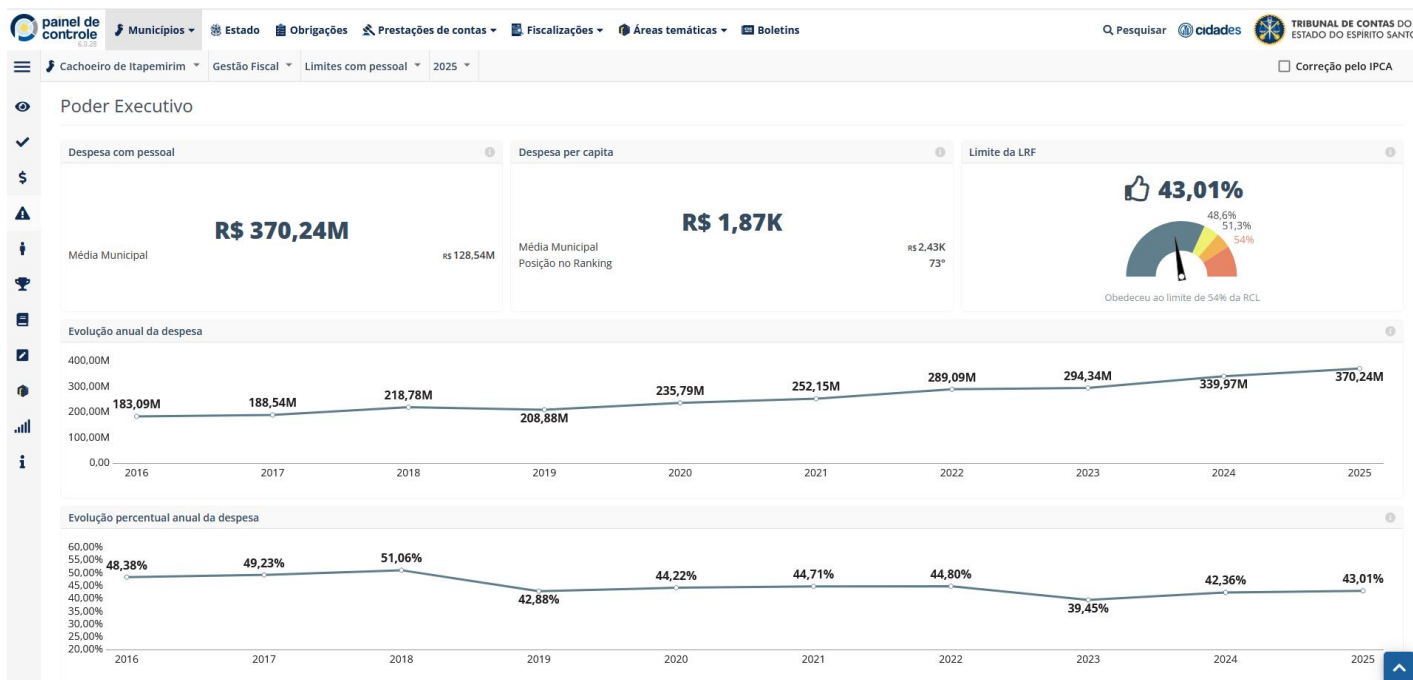 painel de controle 6.0.28
Municípios Estado Obrigações Prestações de contas Fiscalizações Áreas temáticas Boletins Pesquisar cidades TRIBUNAL DE CONTAS DO
ESTADO DO ESPÍRITO SANTO
Cachoeiro de Itapemirim Gestão Fiscal Limites com pessoal 2025 Correção pelo IPCA
Poder Executivo
Despesa com pessoal
R$ 370,24M
Média Municipal R$ 128,54M
Despesa per capita
R$ 1,87K
Média Municipal R$ 2,43K
Posição no Ranking 73°
Limite da LRF
43,01%
48,6%
51,3%
54%
Obedeceu ao limite de 54% da RCL
Evolução anual da despesa
400,00M
300,00M
200,00M
100,00M
0,00
183,09M 188,54M 218,78M 208,88M 235,79M 252,15M 289,09M 294,34M 339,97M 370,24M
2016 2017 2018 2019 2020 2021 2022 2023 2024 2025
Evolução percentual anual da despesa
60,00%
55,00%
50,00%
45,00%
40,00%
35,00%
30,00%
25,00%
20,00%
48,38% 49,23% 51,06% 42,88% 44,22% 44,71% 44,80% 39,45% 42,36% 43,01%
2016 2017 2018 2019 2020 2021 2022 2023 2024 2025